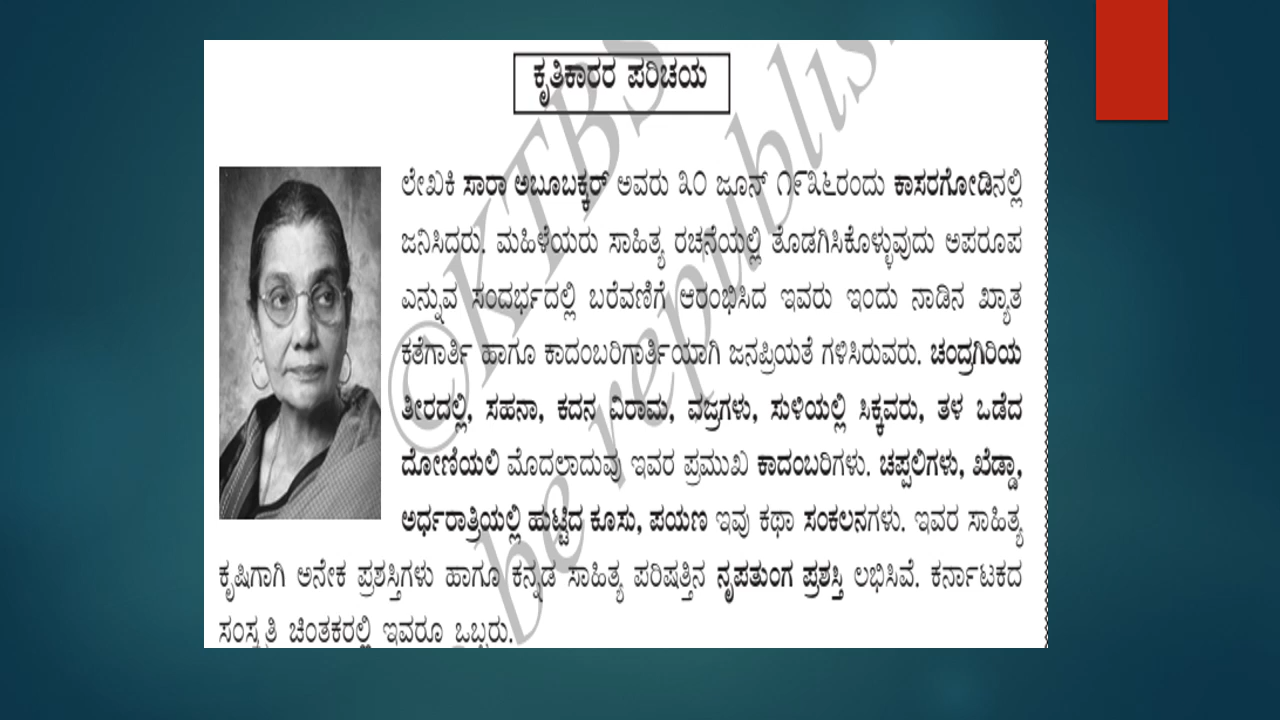 ಕೃತಿಕಾರರ ಪರಿಚಯ
ಲೇಖಕಿ ಸಾರಾ ಅಬೂಬಕ್ಕರ್ ಅವರು ೩೦ ಜೂನ್ ೧೯೩೬ರಂದು ಕಾಸರಗೋಡಿನಲ್ಲಿ
ಜನಿಸಿದರು. ಮಹಿಳೆಯರು ಸಾಹಿತ್ಯ ರಚನೆಯಲ್ಲಿ ತೊಡಗಿಸಿಕೊಳ್ಳುವುದು ಅಪರೂಪ
ಎನ್ನುವ ಸಂದರ್ಭದಲ್ಲಿ ಬರೆವಣಿಗೆ ಆರಂಭಿಸಿದ ಇವರು ಇಂದು ನಾಡಿನ ಖ್ಯಾತ
ಕತೆಗಾರ್ತಿ ಹಾಗೂ ಕಾದಂಬರಿಗಾರ್ತಿಯಾಗಿ ಜನಪ್ರಿಯತೆ ಗಳಿಸಿರುವರು. ಚಂದ್ರಗಿರಿಯ
ತೀರದಲ್ಲಿ, ಸಹನಾ, ಕದನ ವಿರಾಮ, ವಜ್ರಗಳು, ಸುಳಿಯಲ್ಲಿ ಸಿಕ್ಕವರು, ತಳ ಒಡೆದ
ದೋಣಿಯಲಿ ಮೊದಲಾದುವು ಇವರ ಪ್ರಮುಖ ಕಾದಂಬರಿಗಳು. ಚಪ್ಪಲಿಗಳು, ಖೆಡ್ಡಾ,
ಅರ್ಧರಾತ್ರಿಯಲ್ಲಿ ಹುಟ್ಟಿದ ಕೂಸು, ಪಯಣ ಇವು ಕಥಾ ಸಂಕಲನಗಳು. ಇವರ ಸಾಹಿತ್ಯ
ಕೃಷಿಗಾಗಿ ಅನೇಕ ಪ್ರಶಸ್ತಿಗಳು ಹಾಗೂ ಕನ್ನಡ ಸಾಹಿತ್ಯ ಪರಿಷತ್ತಿನ ನೃಪತುಂಗ ಪ್ರಶಸ್ತಿ ಲಭಿಸಿವೆ. ಕರ್ನಾಟಕದ
ಸಂಸ್ಕೃತಿ ಚಿಂತಕರಲ್ಲಿ ಇವರೂ ಒಬ್ಬರು.
©KTBS
be republish